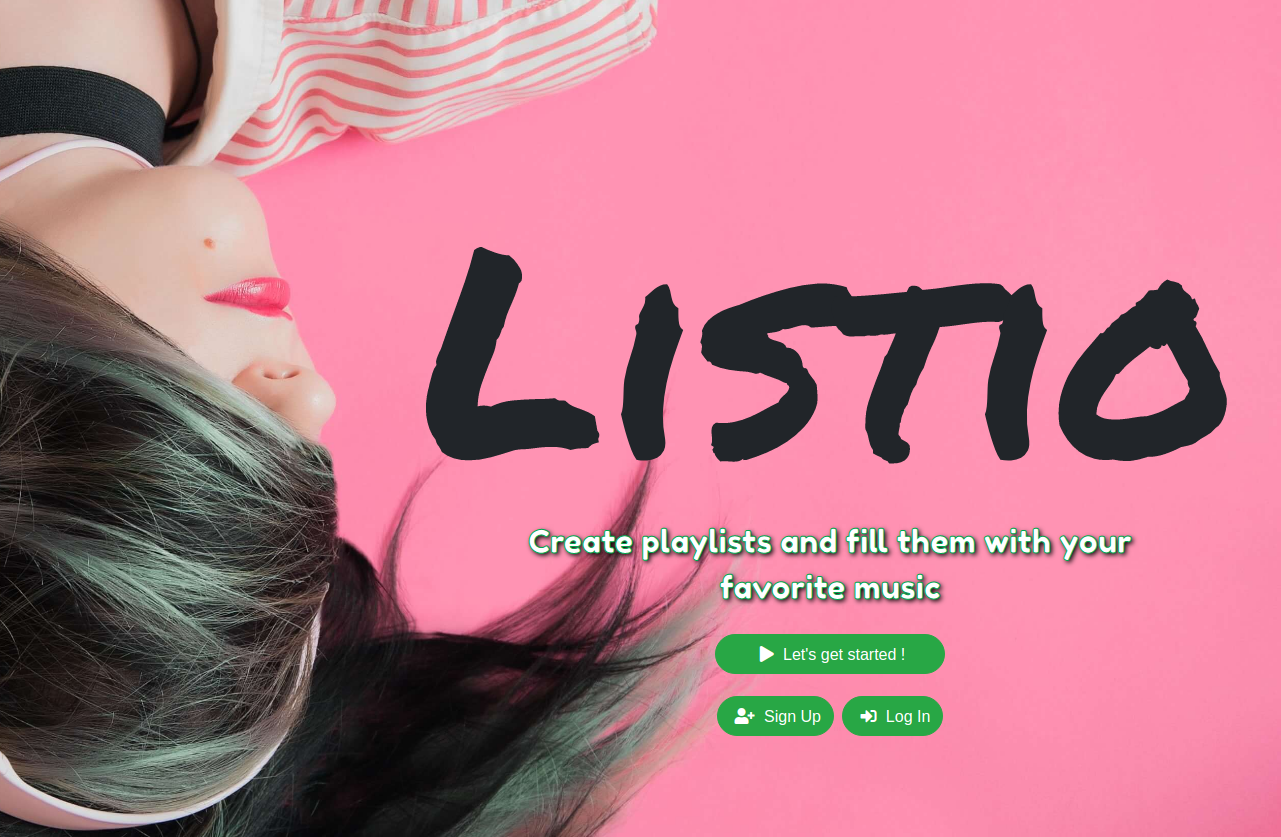 Listio
Create playlists and fill them with your
favorite music
Let's get started !
Sign Up
Log In